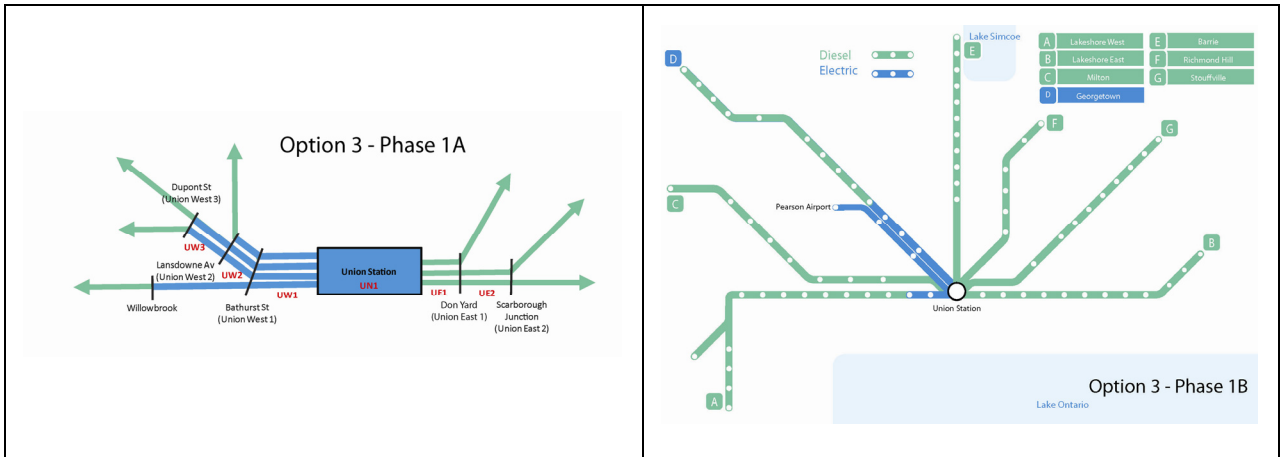 Option 3 - Phase 1A
Dupont St
(Union West 3)
UW3
Lansdowne Av
(Union West 2)
UW2
Willowbrook
Bathurst St
(Union West 1)
UW1
Union Station
UN1
UE1
UE2
Don Yard
(Union East 1)
Scarborough
Junction
(Union East 2)
Lake Simcoe
Diesel
Electric
A Lakeshore West
E Barrie
B Lakeshore East
F Richmond Hill
C Milton
G Stouffville
D Georgetown
D
E
F
G
C
Pearson Airport
B
Union Station
A
Option 3 - Phase 1B
Lake Ontario